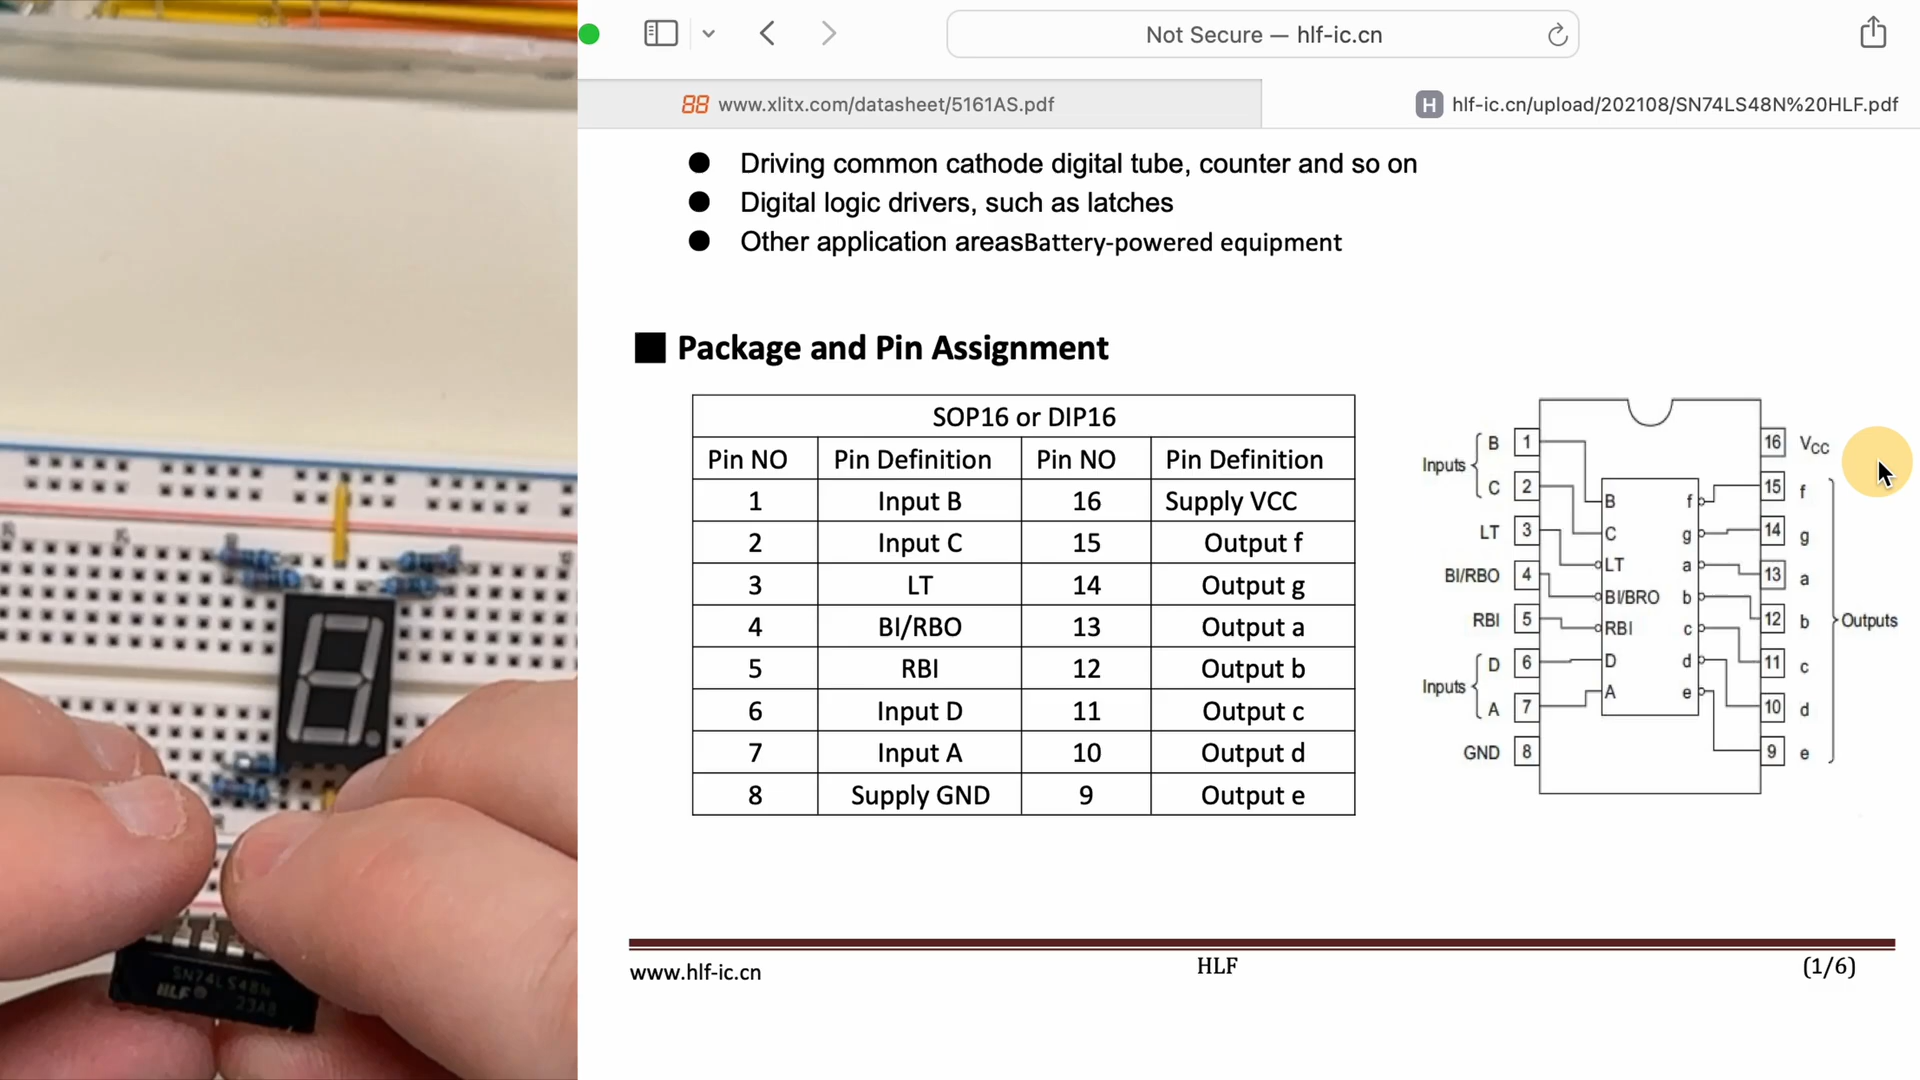 Not Secure — hlf-ic.cn
www.xlitx.com/datasheet/5161AS.pdf
H hlf-ic.cn/upload/202108/SN74LS48N%20HLF.pdf
● Driving common cathode digital tube, counter and so on
● Digital logic drivers, such as latches
● Other application areasBattery-powered equipment
Package and Pin Assignment
SOP16 or DIP16
Pin NO Pin Definition Pin NO Pin Definition
1 Input B 16 Supply VCC
2 Input C 15 Output f
3 LT 14 Output g
4 BI/RBO 13 Output a
5 RBI 12 Output b
6 Input D 11 Output c
7 Input A 10 Output d
8 Supply GND 9 Output e
Inputs
B 1
C 2
LT 3
BI/RBO 4
RBI 5
Inputs
D 6
A 7
GND 8
B f
C g
LT a
BI/BRO b
RBI c
D d
A e
16 VCC
15 f
14 g
13 a
12 b
11 c
10 d
9 e
Outputs
www.hlf-ic.cn HLF (1/6)
SN74LS48N
HLF 23A8